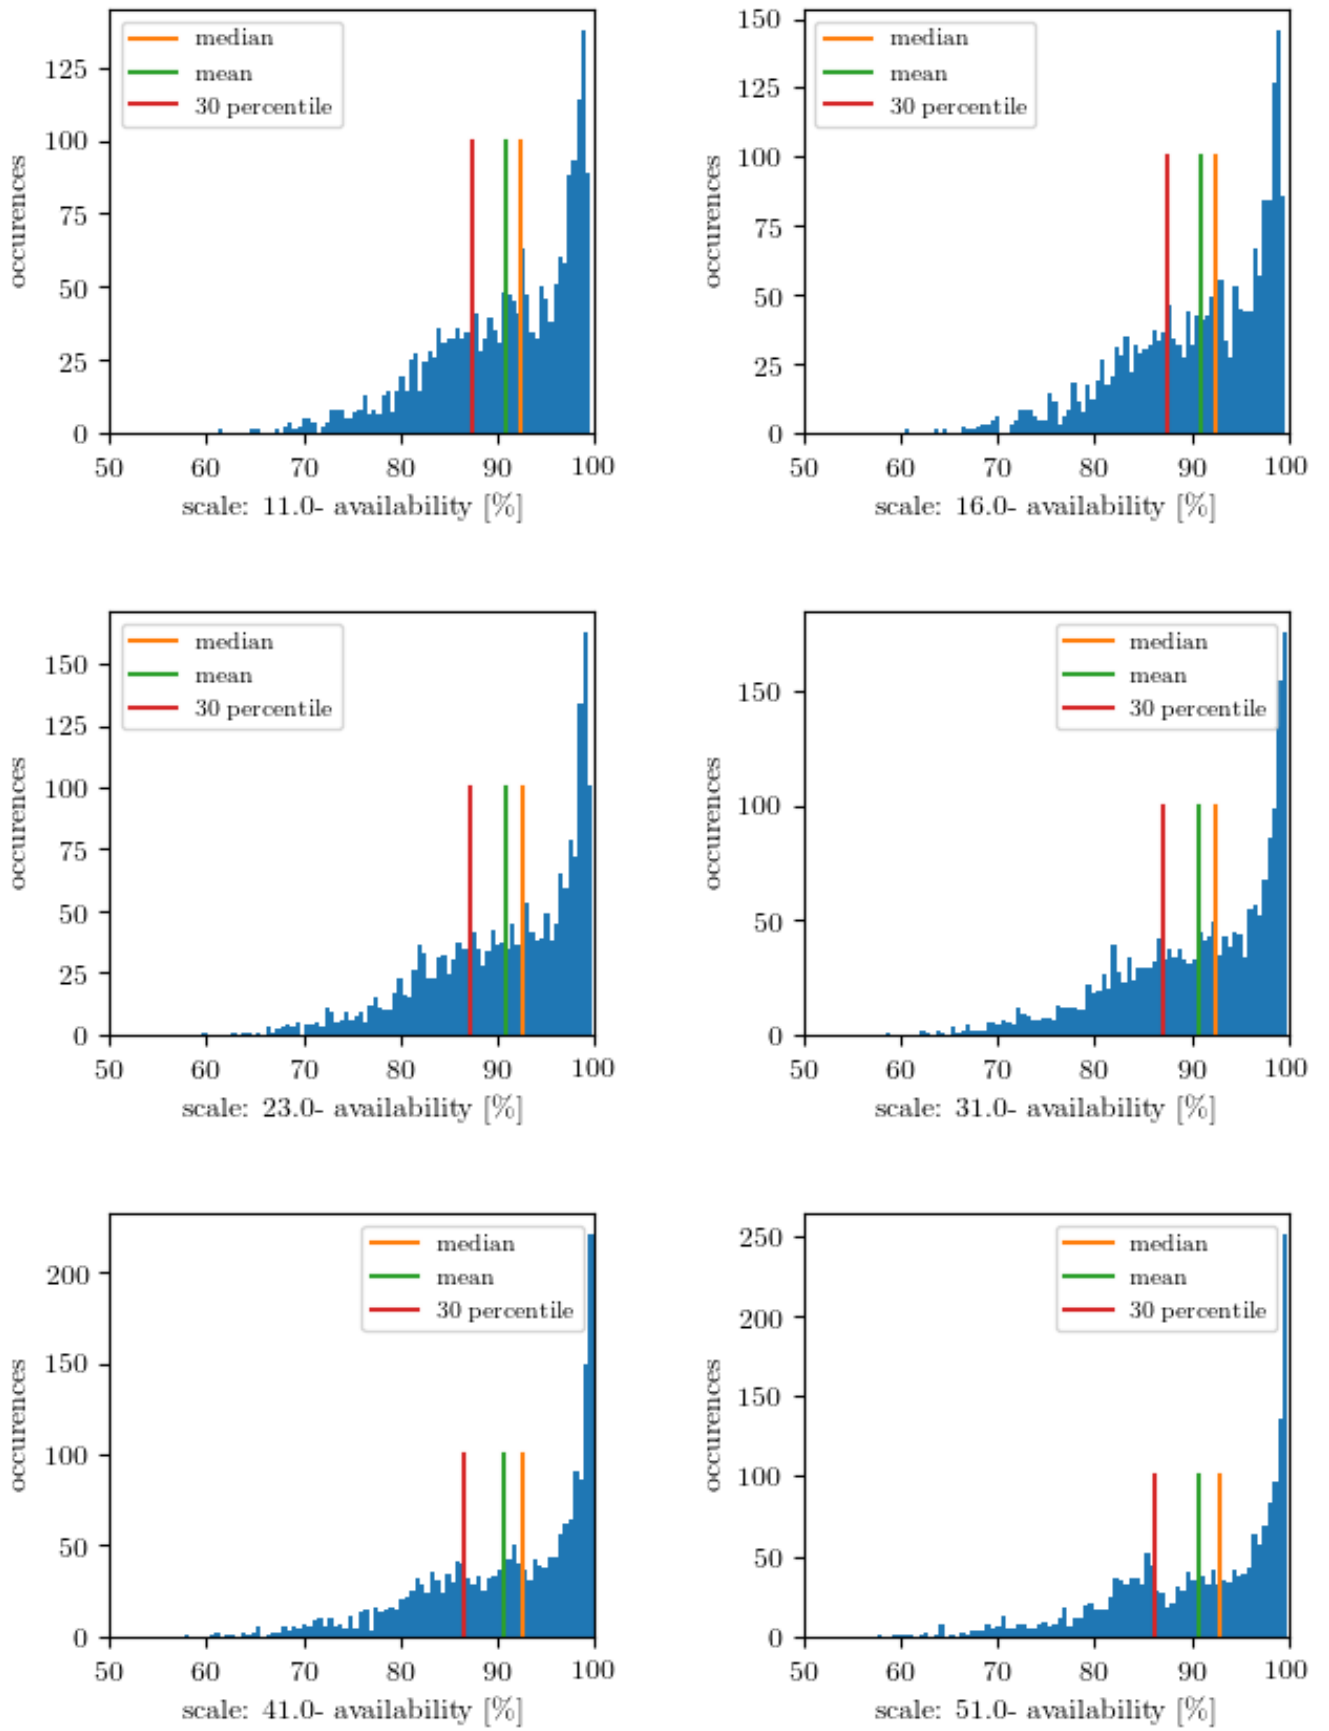 median
mean
30 percentile
125
100
75
50
25
0
occurences
50 60 70 80 90 100
scale: 11.0- availability [%]
median
mean
30 percentile
150
125
100
75
50
25
0
occurences
50 60 70 80 90 100
scale: 16.0- availability [%]
median
mean
30 percentile
150
125
100
75
50
25
0
occurences
50 60 70 80 90 100
scale: 23.0- availability [%]
median
mean
30 percentile
150
100
50
0
occurences
50 60 70 80 90 100
scale: 31.0- availability [%]
median
mean
30 percentile
200
150
100
50
0
occurences
50 60 70 80 90 100
scale: 41.0- availability [%]
median
mean
30 percentile
250
200
150
100
50
0
occurences
50 60 70 80 90 100
scale: 51.0- availability [%]